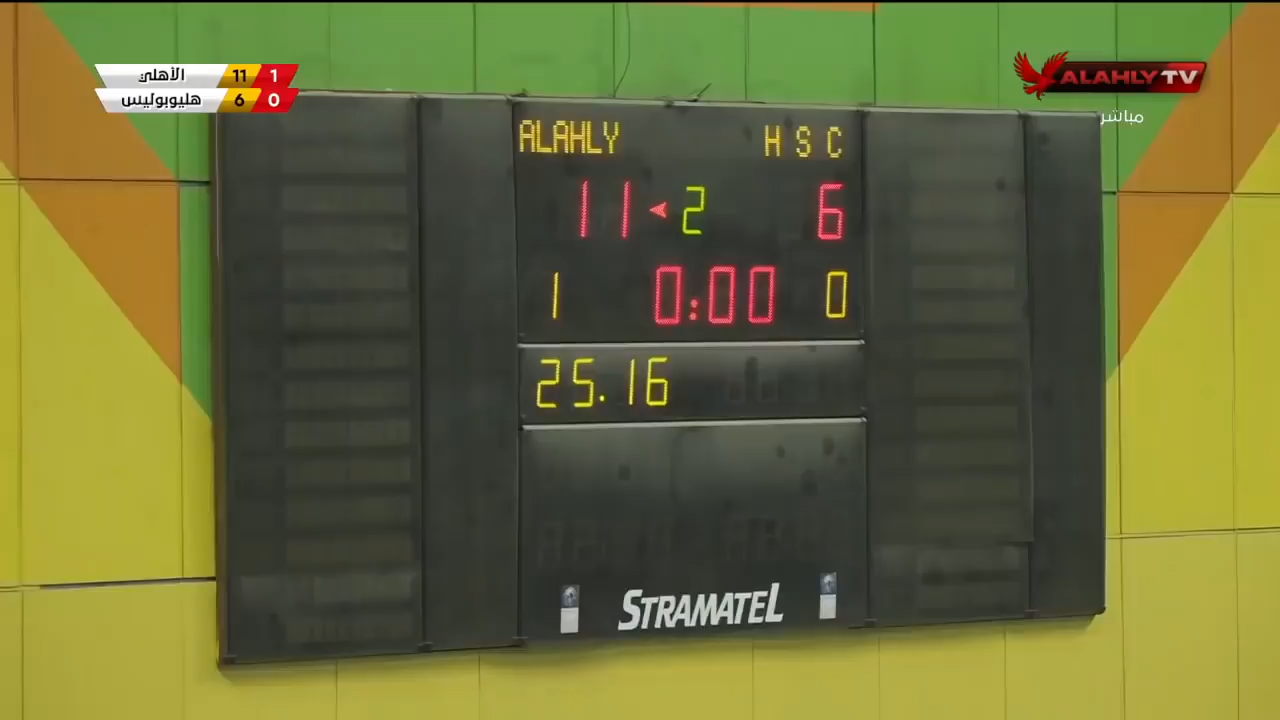 الأهلي 11 1
هليوبوليس 6 0
ALAHLY TV
مباشر
ALAHLY HSC
11 2 6
1 0:00 0
25.16
STRAMATEL